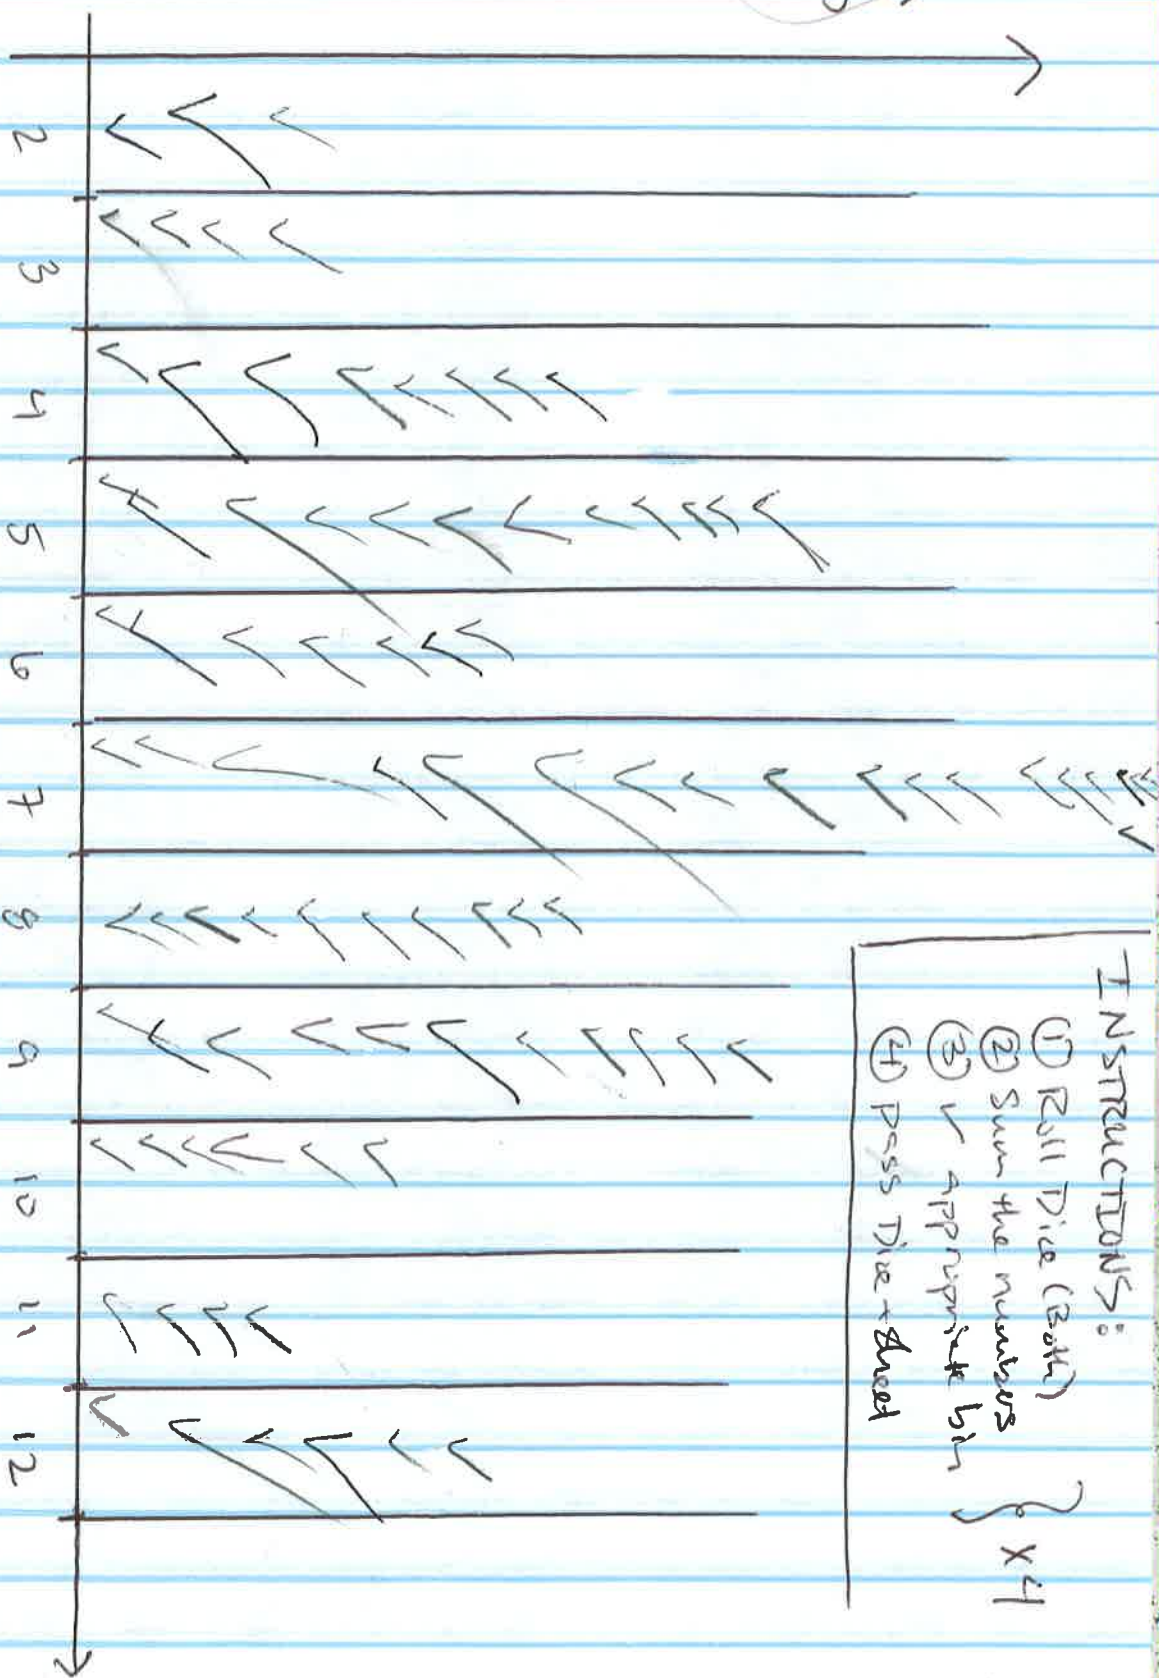 INSTRUCTIONS:
① Roll Dice (Both)
② Sum the numbers
③ ✓ appropriate bin
④ pass Dice + sheet
} x4
2 3 4 5 6 7 8 9 10 11 12